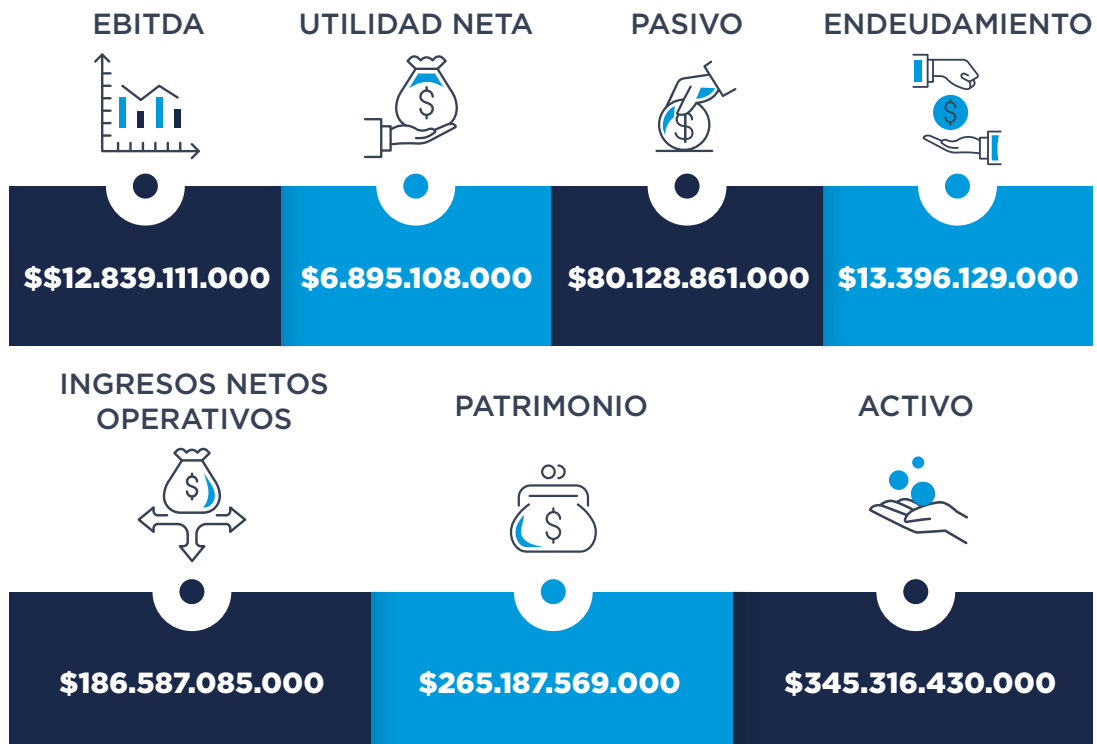 EBITDA
UTILIDAD NETA
PASIVO
ENDEUDAMIENTO
$
$
$
$$12.839.111.000
$6.895.108.000
$80.128.861.000
$13.396.129.000
INGRESOS NETOS
OPERATIVOS
PATRIMONIO
ACTIVO
$
$
$186.587.085.000
$265.187.569.000
$345.316.430.000